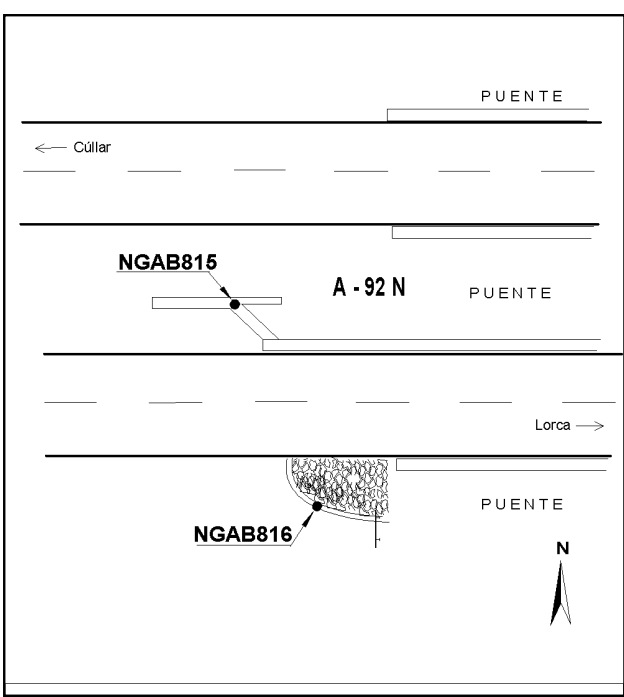 PUENTE
Cúllar
NGAB815
A - 92 N
PUENTE
Lorca
PUENTE
NGAB816
N